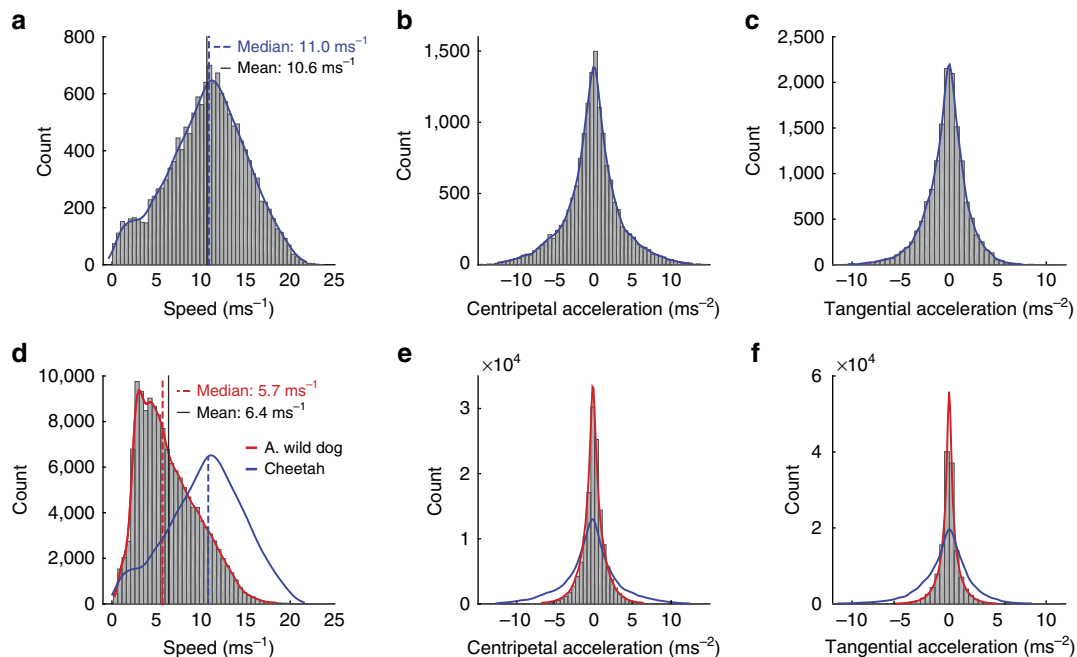 a
800
600
400
200
0
Count
0 5 10 15 20 25
Speed (ms⁻¹)
Median: 11.0 ms⁻¹
Mean: 10.6 ms⁻¹
b
1,500
1,000
500
0
Count
−10 −5 0 5 10
Centripetal acceleration (ms⁻²)
c
2,500
2,000
1,500
1,000
500
0
Count
−10 −5 0 5 10
Tangential acceleration (ms⁻²)
d
10,000
8,000
6,000
4,000
2,000
0
Count
0 5 10 15 20 25
Speed (ms⁻¹)
Median: 5.7 ms⁻¹
Mean: 6.4 ms⁻¹
A. wild dog
Cheetah
e
×10⁴
3
2
1
0
Count
−10 −5 0 5 10
Centripetal acceleration (ms⁻²)
f
×10⁴
6
4
2
0
Count
−10 −5 0 5 10
Tangential acceleration (ms⁻²)